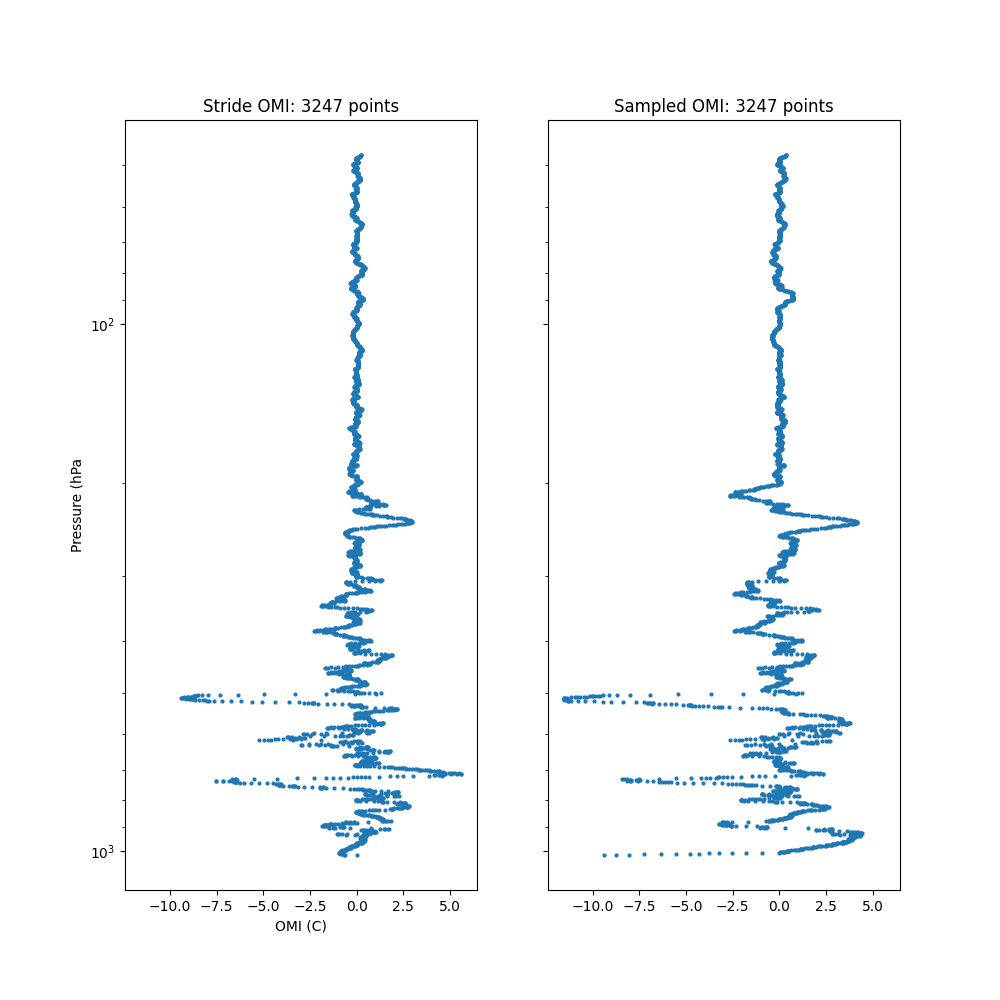 Stride OMI: 3247 points
Sampled OMI: 3247 points
Pressure (hPa
10²
10³
−10.0 −7.5 −5.0 −2.5 0.0 2.5 5.0
−10.0 −7.5 −5.0 −2.5 0.0 2.5 5.0
OMI (C)